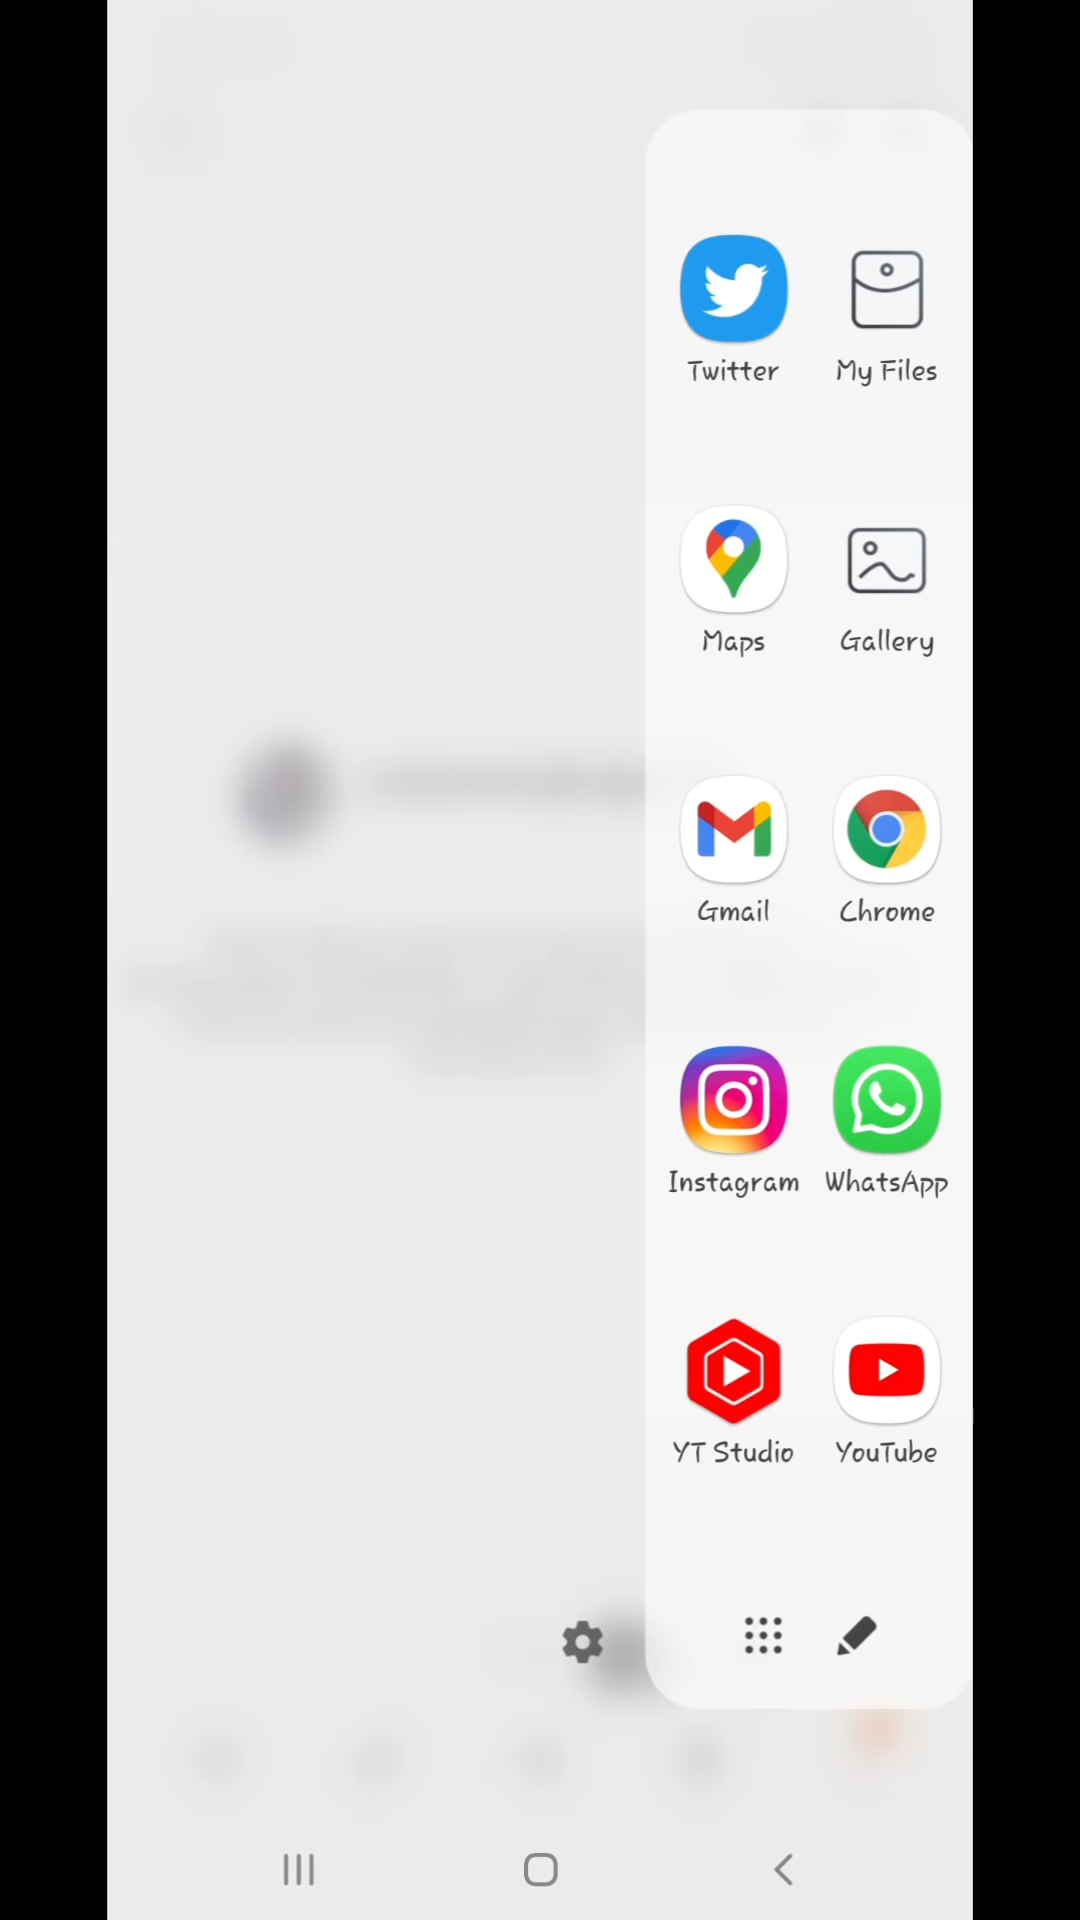 Twitter My Files
Maps Gallery
Gmail Chrome
Instagram WhatsApp
YT Studio YouTube